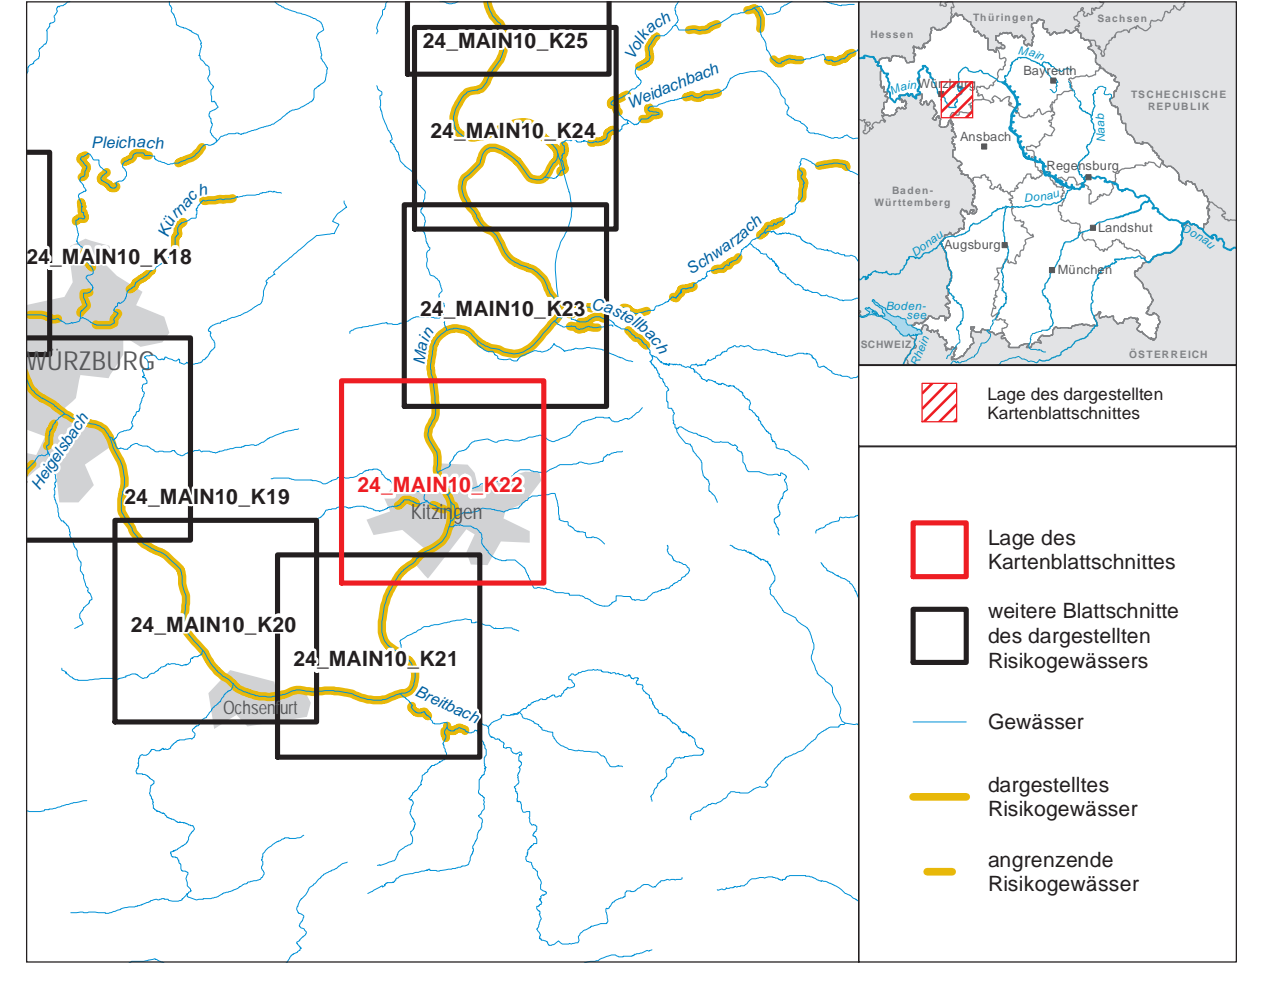 24_MAIN10_K25
Volkach
Weidachbach
24_MAIN10_K24
Pleichach
Kürnach
24_MAIN10_K18
Schwarzach
24_MAIN10_K23
Castellbach
Main
WÜRZBURG
Heigelsbach
24_MAIN10_K19
24_MAIN10_K22
Kitzingen
24_MAIN10_K20
24_MAIN10_K21
Ochsenfurt
Breitbach
Thüringen
Sachsen
Hessen
Main
Bayreuth
Main
Würzburg
TSCHECHISCHE
REPUBLIK
Naab
Ansbach
Regensburg
Baden-
Württemberg
Donau
Landshut
Donau
Augsburg
Donau
München
Boden-
see
SCHWEIZ
Rhein
ÖSTERREICH
Lage des dargestellten
Kartenblattschnittes
Lage des
Kartenblattschnittes
weitere Blattschnitte
des dargestellten
Risikogewässers
Gewässer
dargestelltes
Risikogewässer
angrenzende
Risikogewässer